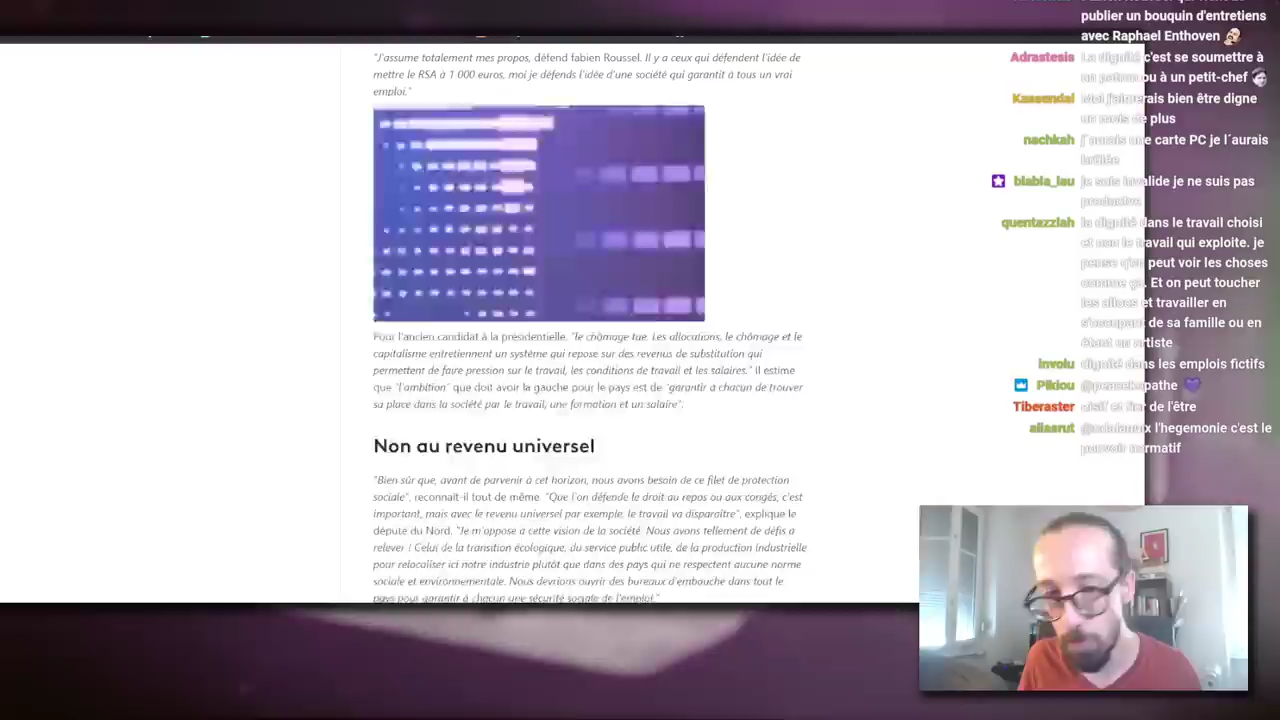 "J'assume totalement mes propos, défend fabien Roussel. Il y a ceux qui défendent l'idée de
mettre le RSA à 1 000 euros, moi je défends l'idée d'une société qui garantit à tous un vrai
emploi."
Pour l'ancien candidat à la présidentielle, "le chômage tue. Les allocations, le chômage et le
capitalisme entretiennent un système qui repose sur des revenus de substitution qui
permettent de faire pression sur le travail, les conditions de travail et les salaires." Il estime
que "l'ambition" que doit avoir la gauche pour le pays est de "garantir à chacun de trouver
sa place dans la société par le travail, une formation et un salaire".
Non au revenu universel
"Bien sûr que, avant de parvenir à cet horizon, nous avons besoin de ce filet de protection
sociale", reconnaît-il tout de même. "Que l'on défende le droit au repos ou aux congés, c'est
important, mais avec le revenu universel par exemple, le travail va disparaître", explique le
député du Nord. "Je m'oppose a cette vision de la société. Nous avons tellement de défis a
relever ! Celui de la transition écologique, du service public utile, de la production industrielle
pour relocaliser ici notre industrie plutôt que dans des pays qui ne respectent aucune norme
sociale et environnementale. Nous devrions ouvrir des bureaux d'embauche dans tout le
pays pour garantir à chacun une sécurité sociale de l'emploi."
publier un bouquin d'entretiens
avec Raphael Enthoven
Adrastesis La dignité c'est se soumettre à
un patron ou à un petit-chef
Kassendal Moi j'aimerais bien être digne
un mois de plus
nachkah j´aurais une carte PC je l´aurais
brûlée
blabla_lau je suis invalide je ne suis pas
productive
quentazziah la dignité dans le travail choisi
et non le travail qui exploite. je
pense qu'on peut voir les choses
comme ça. Et on peut toucher
les allocs et travailler en
s'occupant de sa famille ou en
étant un artiste
involu dignité dans les emplois fictifs
Pikiou
Tiberaster oisif et fier de l'être
l'hegemonie c'est le
pouvoir normatif